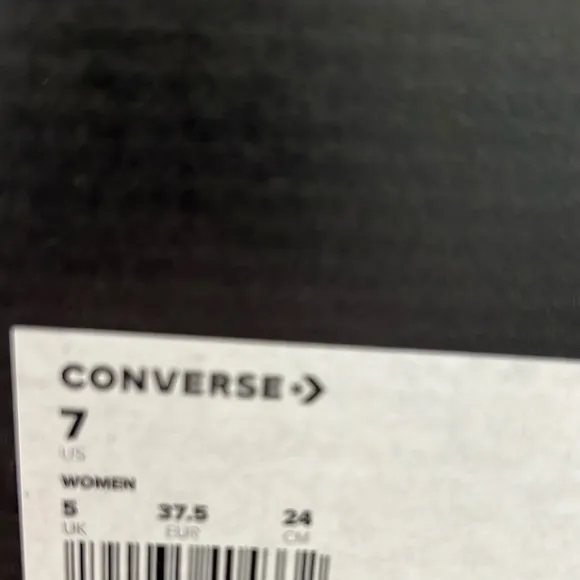 CONVERSE
7
US
WOMEN
5 37.5 24
UK EUR CM